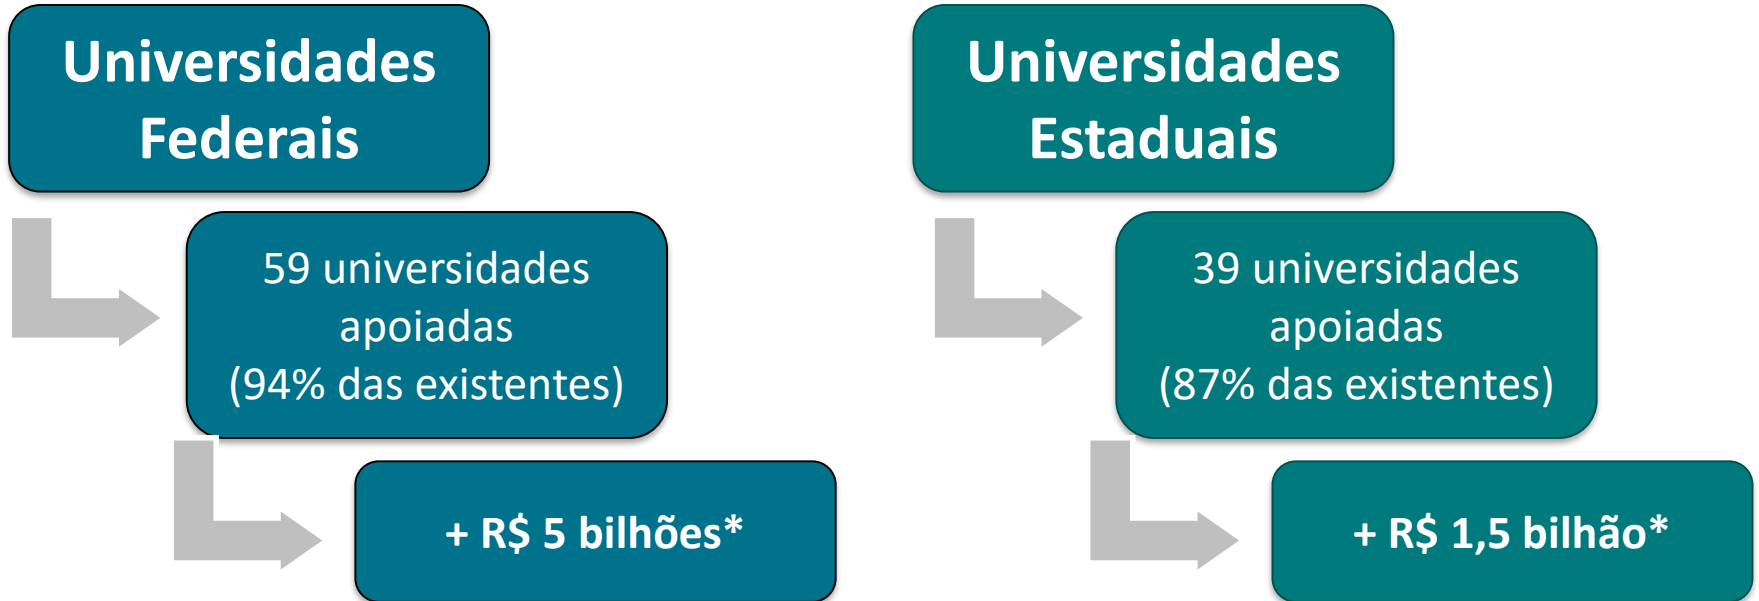 Universidades
Federais
59 universidades
apoiadas
(94% das existentes)
+ R$ 5 bilhões*
Universidades
Estaduais
39 universidades
apoiadas
(87% das existentes)
+ R$ 1,5 bilhão*